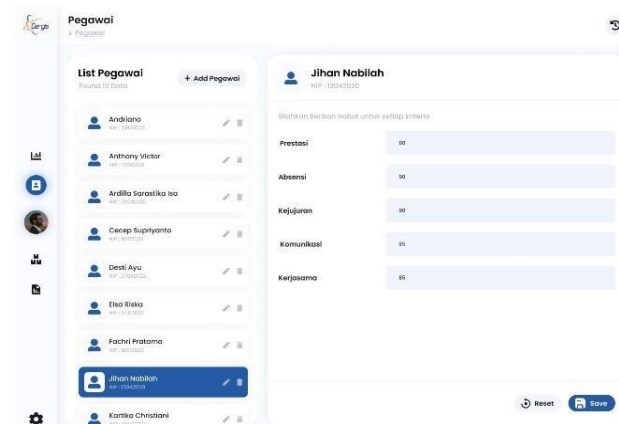 Dergis
Pegawai
> Pegawai
List Pegawai
Found 10 Data
+ Add Pegawai
Andriano
Anthony Victor
Ardilla Sarastika Isa
Cecep Supriyanto
Desti Ayu
Elsa Riska
Fachri Pratama
Jihan Nabilah
Kartika Christiani
Jihan Nabilah
NIP : 13042020
Silahkan Berikan bobot untuk setiap kriteria
Prestasi
90
Absensi
90
Kejujuran
90
Komunikasi
Kerjasama
85
Reset
Save